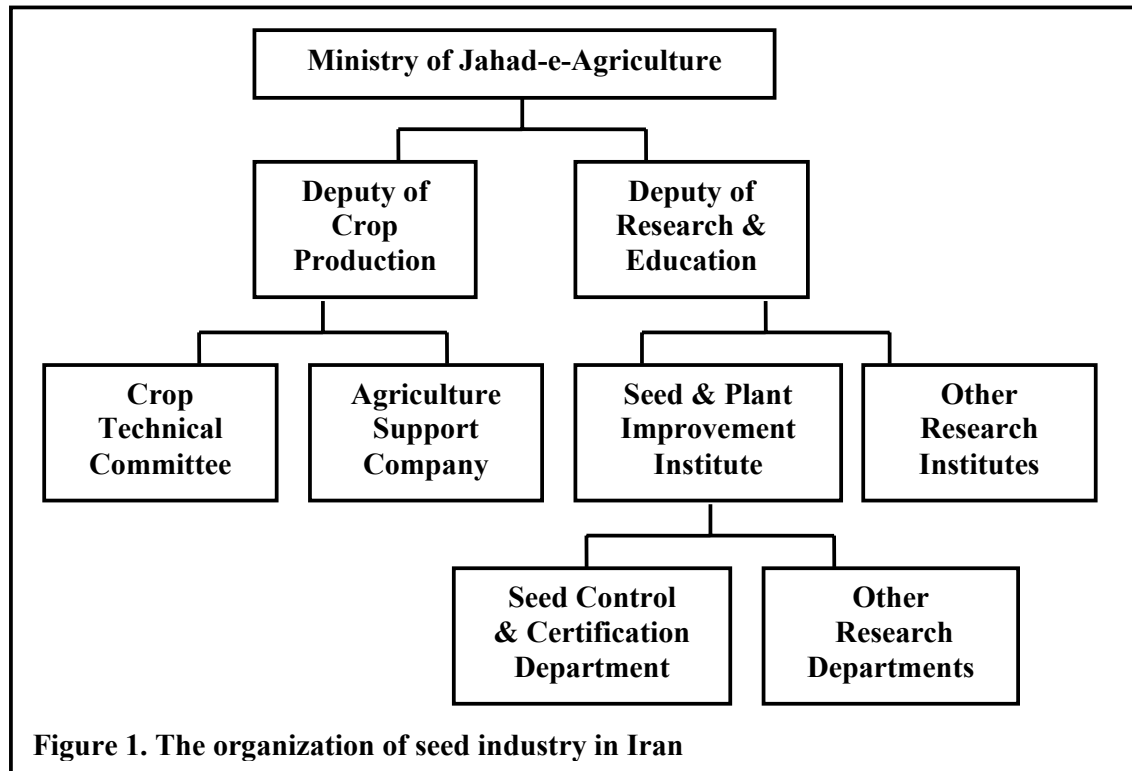 Ministry of Jahad-e-Agriculture
Deputy of
Crop
Production
Deputy of
Research &
Education
Crop
Technical
Committee
Agriculture
Support
Company
Seed & Plant
Improvement
Institute
Other
Research
Institutes
Seed Control
& Certification
Department
Other
Research
Departments
Figure 1. The organization of seed industry in Iran